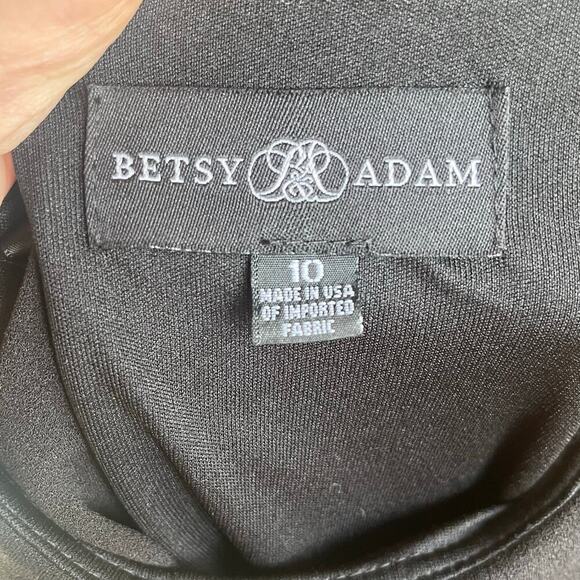 BETSY & ADAM
10
MADE IN USA
OF IMPORTED
FABRIC